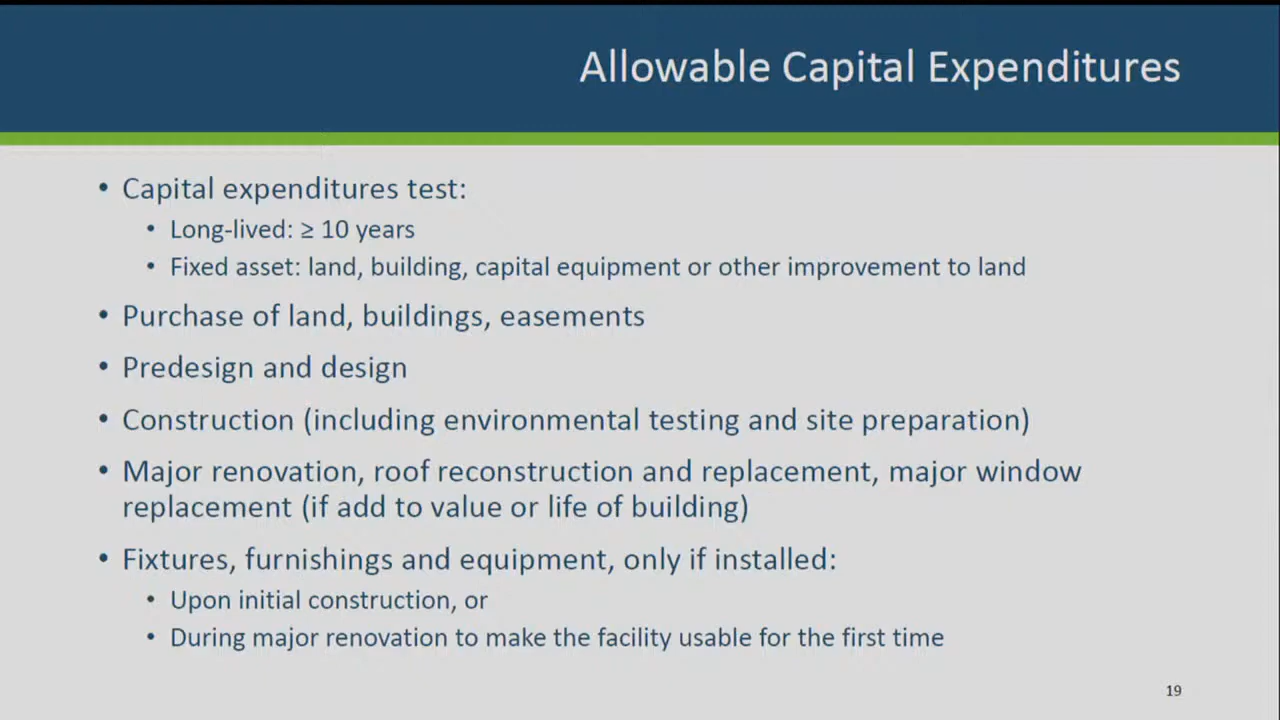 Allowable Capital Expenditures
• Capital expenditures test:
• Long-lived: ≥ 10 years
• Fixed asset: land, building, capital equipment or other improvement to land
• Purchase of land, buildings, easements
• Predesign and design
• Construction (including environmental testing and site preparation)
• Major renovation, roof reconstruction and replacement, major window
replacement (if add to value or life of building)
• Fixtures, furnishings and equipment, only if installed:
• Upon initial construction, or
• During major renovation to make the facility usable for the first time
19